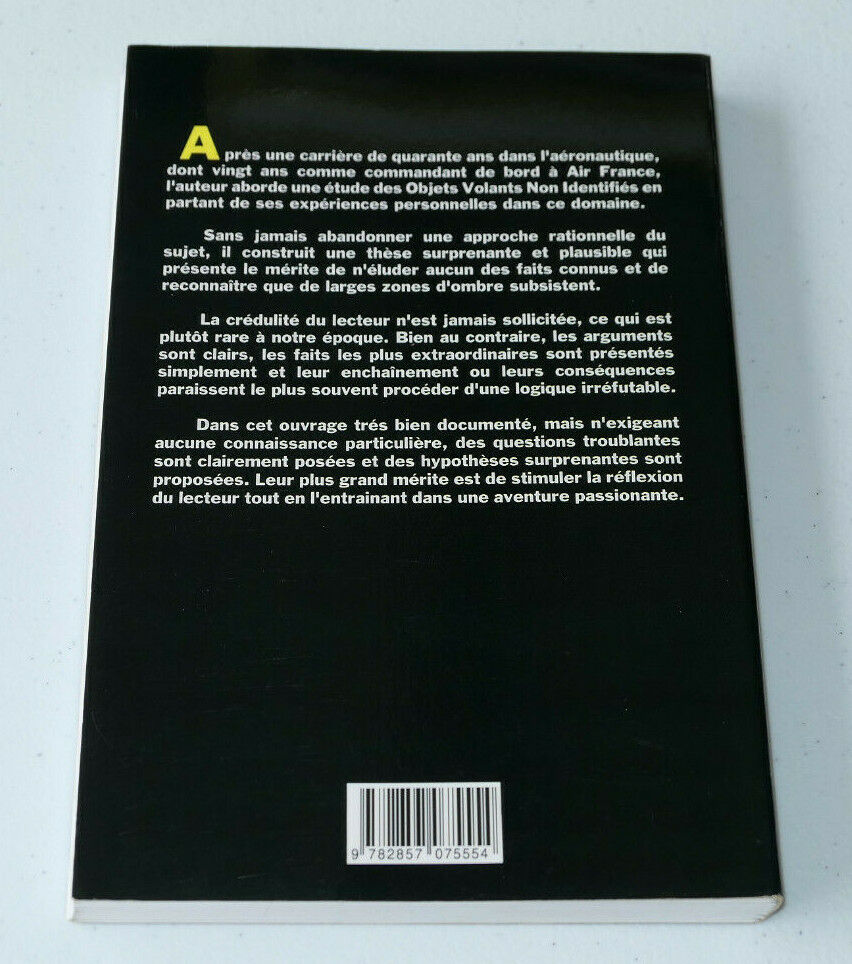 Après une carrière de quarante ans dans l'aéronautique,
dont vingt ans comme commandant de bord à Air France,
l'auteur aborde une étude des Objets Volants Non Identifiés en
partant de ses expériences personnelles dans ce domaine.
Sans jamais abandonner une approche rationnelle du
sujet, il construit une thèse surprenante et plausible qui
présente le mérite de n'éluder aucun des faits connus et de
reconnaître que de larges zones d'ombre subsistent.
La crédulité du lecteur n'est jamais sollicitée, ce qui est
plutôt rare à notre époque. Bien au contraire, les arguments
sont clairs, les faits les plus extraordinaires sont présentés
simplement et leur enchaînement ou leurs conséquences
paraissent le plus souvent procéder d'une logique irréfutable.
Dans cet ouvrage trés bien documenté, mais n'exigeant
aucune connaissance particulière, des questions troublantes
sont clairement posées et des hypothèses surprenantes sont
proposées. Leur plus grand mérite est de stimuler la réflexion
du lecteur tout en l'entrainant dans une aventure passionante.
9 782857 075554